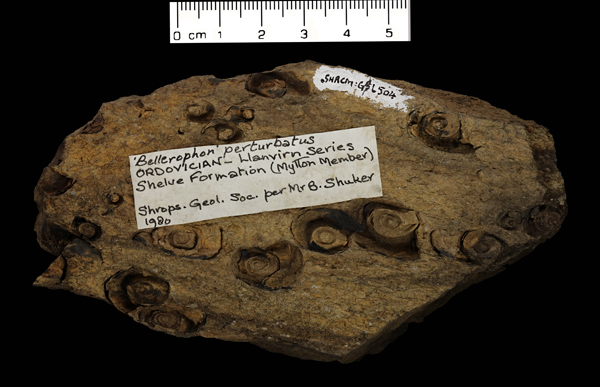 0 cm 1 2 3 4 5
SHRCM:G
'Bellerophon' perturbatus
ORDOVICIAN – Llanvirn Series
Shelve Formation (Mytton Member)
Shrops. Geol. Soc. per Mr B. Shuker
1980